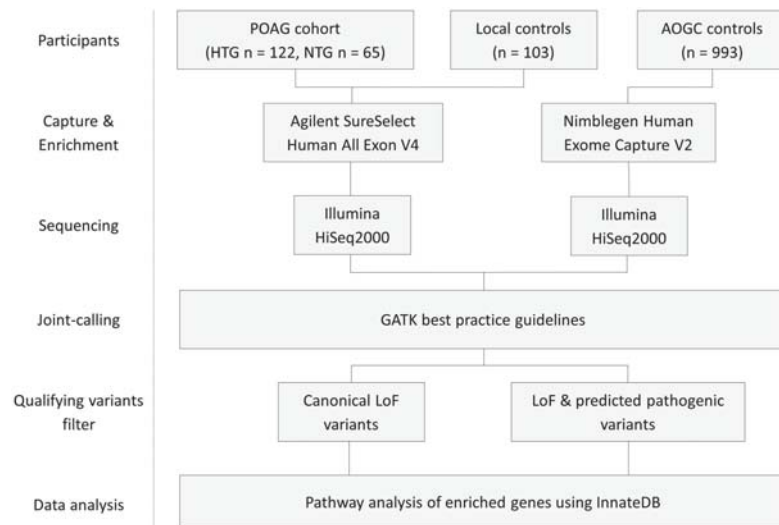 Participants
POAG cohort
(HTG n = 122, NTG n = 65)
Local controls
(n = 103)
AOGC controls
(n = 993)
Capture &
Enrichment
Agilent SureSelect
Human All Exon V4
Nimblegen Human
Exome Capture V2
Sequencing
Illumina
HiSeq2000
Illumina
HiSeq2000
Joint-calling
GATK best practice guidelines
Qualifying variants
filter
Canonical LoF
variants
LoF & predicted pathogenic
variants
Data analysis
Pathway analysis of enriched genes using InnateDB